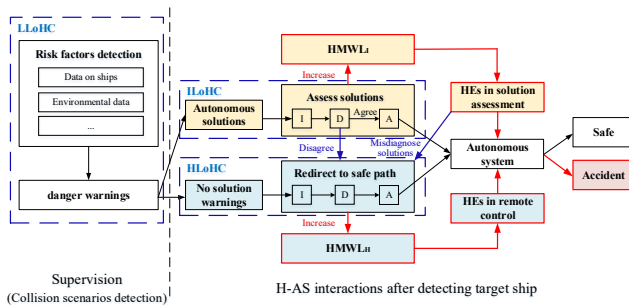 LLoHC
Risk factors detection
Data on ships
Environmental data
...
danger warnings
Supervision
(Collision scenarios detection)
HMWLI
Increase
ILoHC
Autonomous
solutions
Assess solutions
Agree
I
D
A
Disagree
Misdiagnose
solutions
HLoHC
No solution
warnings
Redirect to safe path
I
D
A
Increase
HMWLH
HEs in solution
assessment
Autonomous
system
HEs in remote
control
Safe
Accident
H-AS interactions after detecting target ship